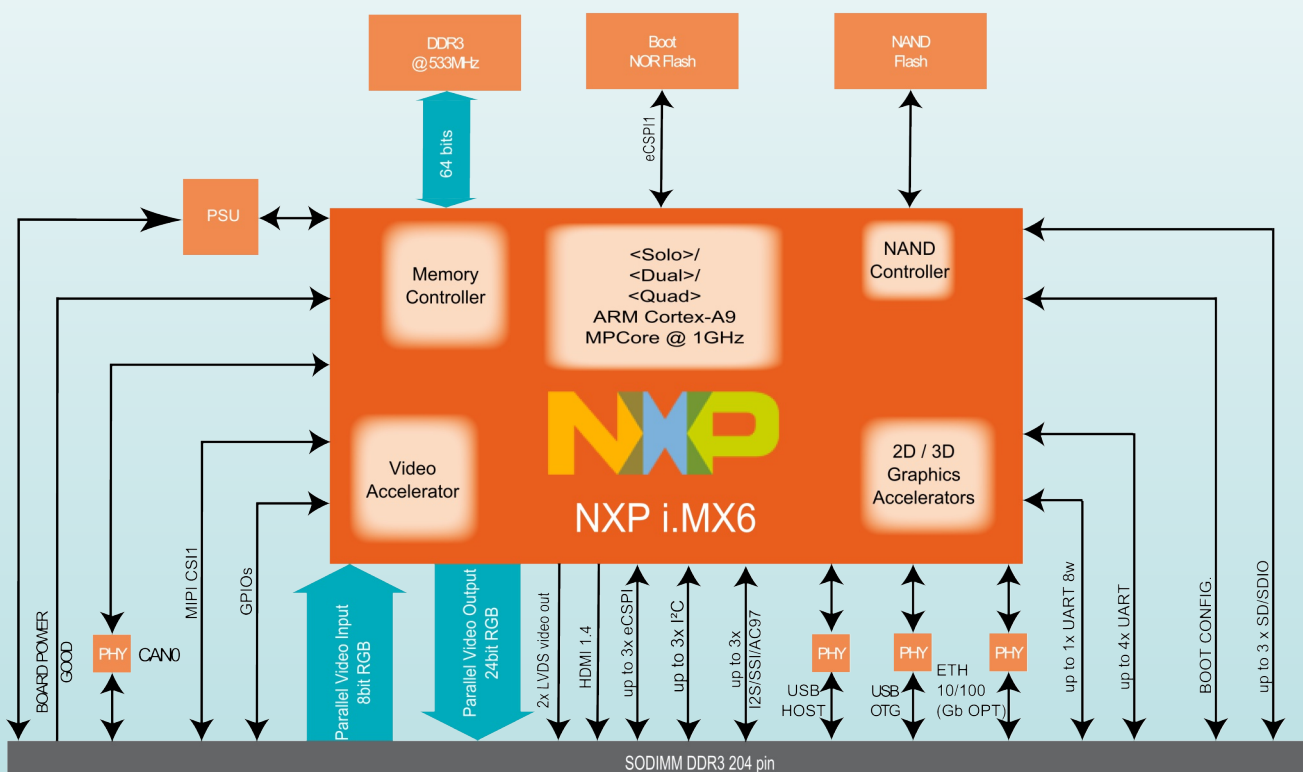 DDR3
@ 533MHz
Boot
NOR Flash
NAND
Flash
64 bits
eCSPI1
PSU
Memory
Controller
<Solo>/
<Dual>/
<Quad>
ARM Cortex-A9
MPCore @ 1GHz
NAND
Controller
Video
Accelerator
NXP
NXP i.MX6
2D / 3D
Graphics
Accelerators
BOARD POWER
GOOD
PHY
CAN0
MIPI CSI1
GPIOs
Parallel Video Input
8bit RGB
Parallel Video Output
24bit RGB
2x LVDS video out
HDMI 1.4
up to 3x eCSPI
up to 3x I²C
up to 3x
I2S/SSI/AC97
PHY
USB
HOST
PHY
USB
OTG
PHY
ETH
10/100
(Gb OPT)
up to 1x UART 8w
up to 4x UART
BOOT CONFIG.
up to 3 x SD/SDIO
SODIMM DDR3 204 pin